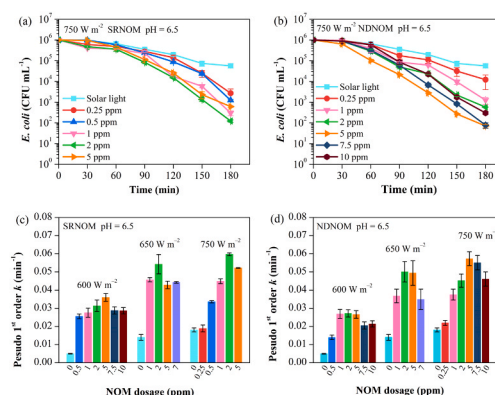 (a)
750 W m⁻² SRNOM pH = 6.5
10⁷
10⁶
10⁵
10⁴
10³
10²
10¹
10⁰
E. coli (CFU mL⁻¹)
Solar light
0.25 ppm
0.5 ppm
1 ppm
2 ppm
5 ppm
0 30 60 90 120 150 180
Time (min)
(b)
750 W m⁻² NDNOM pH = 6.5
10⁷
10⁶
10⁵
10⁴
10³
10²
10¹
10⁰
E. coli (CFU mL⁻¹)
Solar light
0.25 ppm
1 ppm
2 ppm
5 ppm
7.5 ppm
10 ppm
0 30 60 90 120 150 180
Time (min)
(c)
SRNOM pH = 6.5
600 W m⁻²
650 W m⁻²
750 W m⁻²
0.08
0.07
0.06
0.05
0.04
0.03
0.02
0.01
0.00
Pesudo 1ˢᵗ order k (min⁻¹)
0 0.5 1 2 5 7.5 10 0 1 2 5 7 0 0.25 0.5 1 2 5
NOM dosage (ppm)
(d)
NDNOM pH = 6.5
600 W m⁻²
650 W m⁻²
750 W m⁻²
0.08
0.07
0.06
0.05
0.04
0.03
0.02
0.01
0.00
Pesudo 1ˢᵗ order k (min⁻¹)
0 0.5 1 2 5 7.5 10 0 1 2 5 7 0 0.25 1 2 5 7.5 10
NOM dosage (ppm)